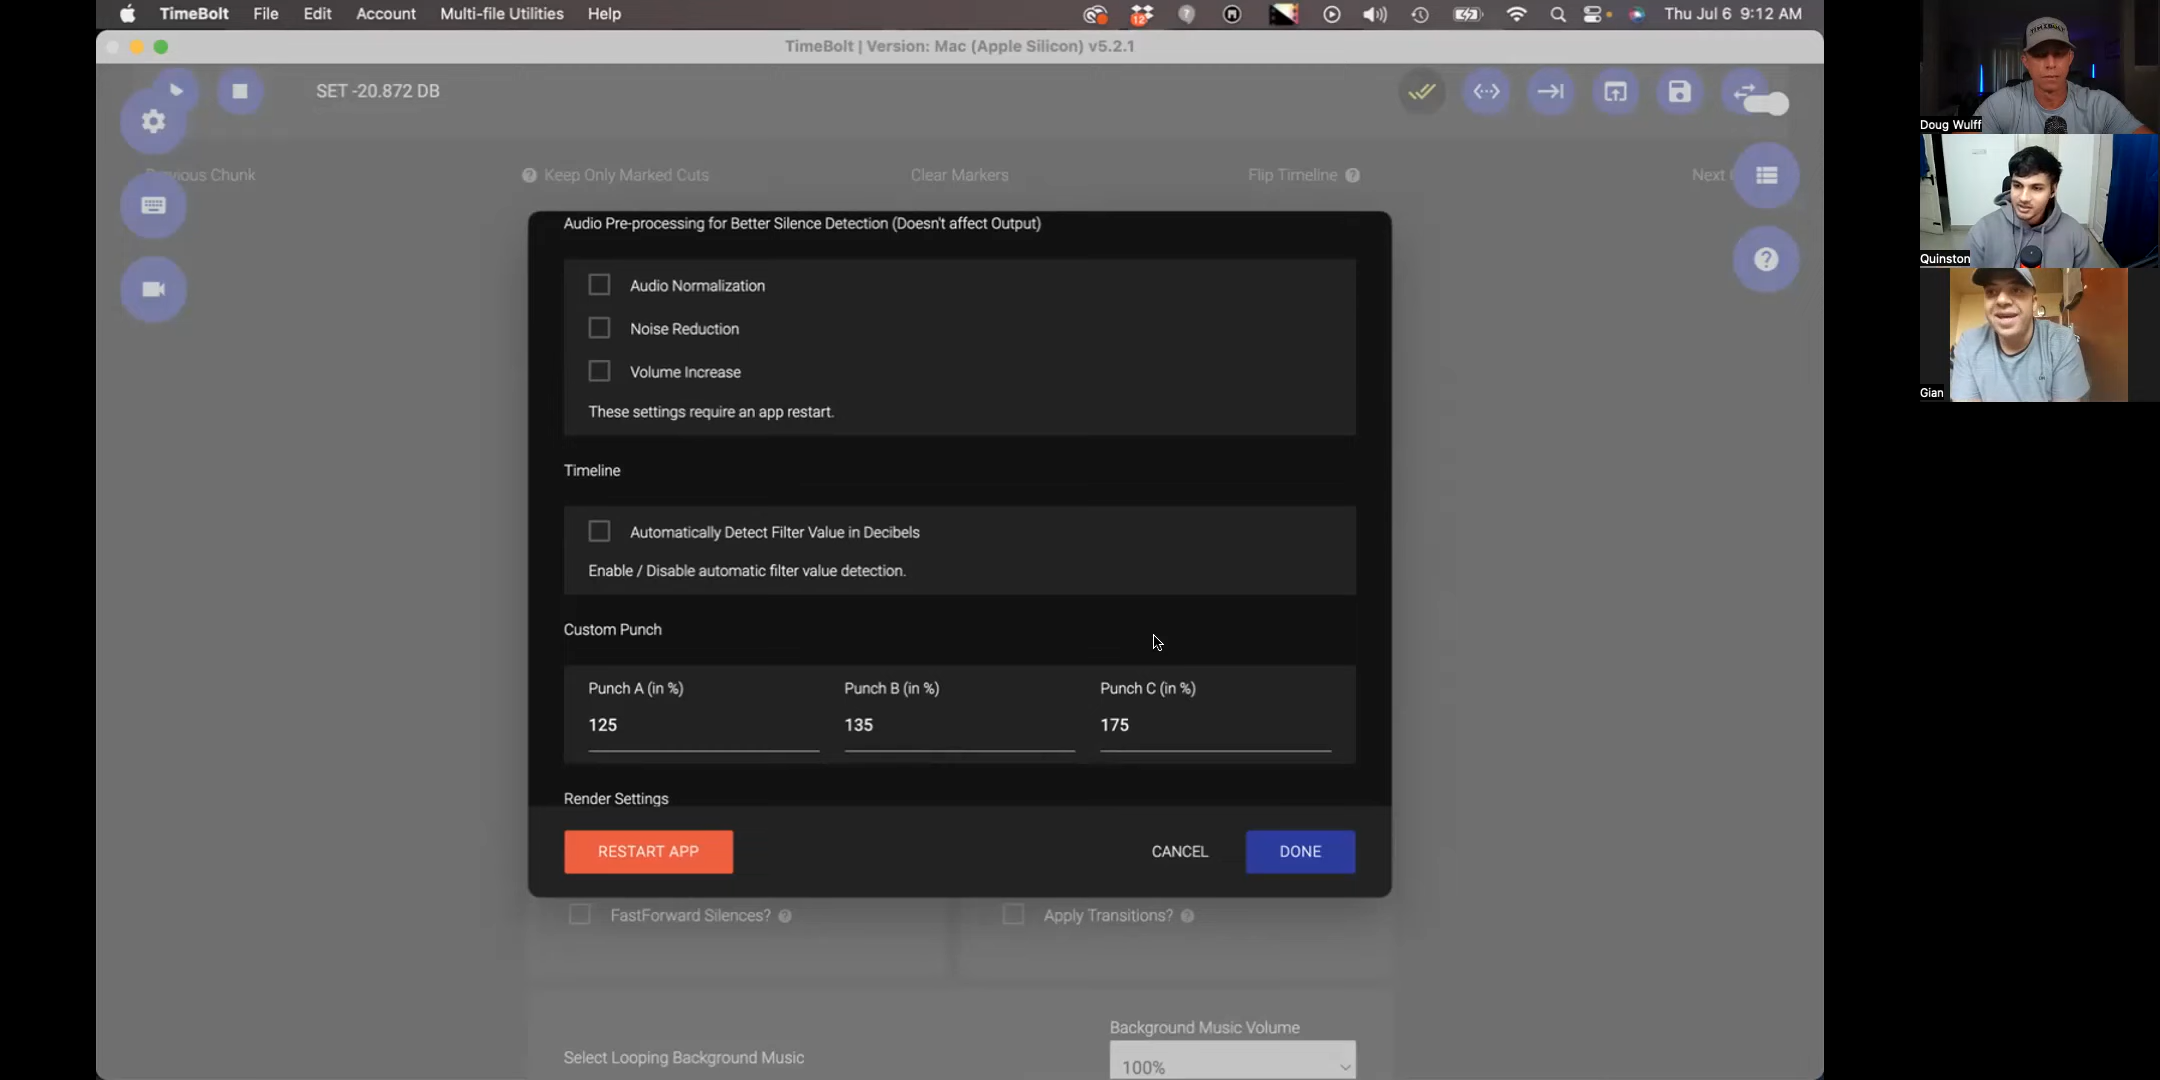 TimeBolt File Edit Account Multi-file Utilities Help 12 Thu Jul 6 9:12 AM
TimeBolt | Version: Mac (Apple Silicon) v5.2.1
SET -20.872 DB
Doug Wulff
Chunk Keep Only Marked Cuts Clear Markers Flip Timeline Next
Audio Pre-processing for Better Silence Detection (Doesn't affect Output)
Quinston
Audio Normalization
Noise Reduction
Volume Increase
Gian
These settings require an app restart.
Timeline
Automatically Detect Filter Value in Decibels
Enable / Disable automatic filter value detection.
Custom Punch
Punch A (in %) Punch B (in %) Punch C (in %)
125 135 175
Render Settings
RESTART APP CANCEL DONE
FastForward Silences? Apply Transitions?
Background Music Volume
Select Looping Background Music
100%